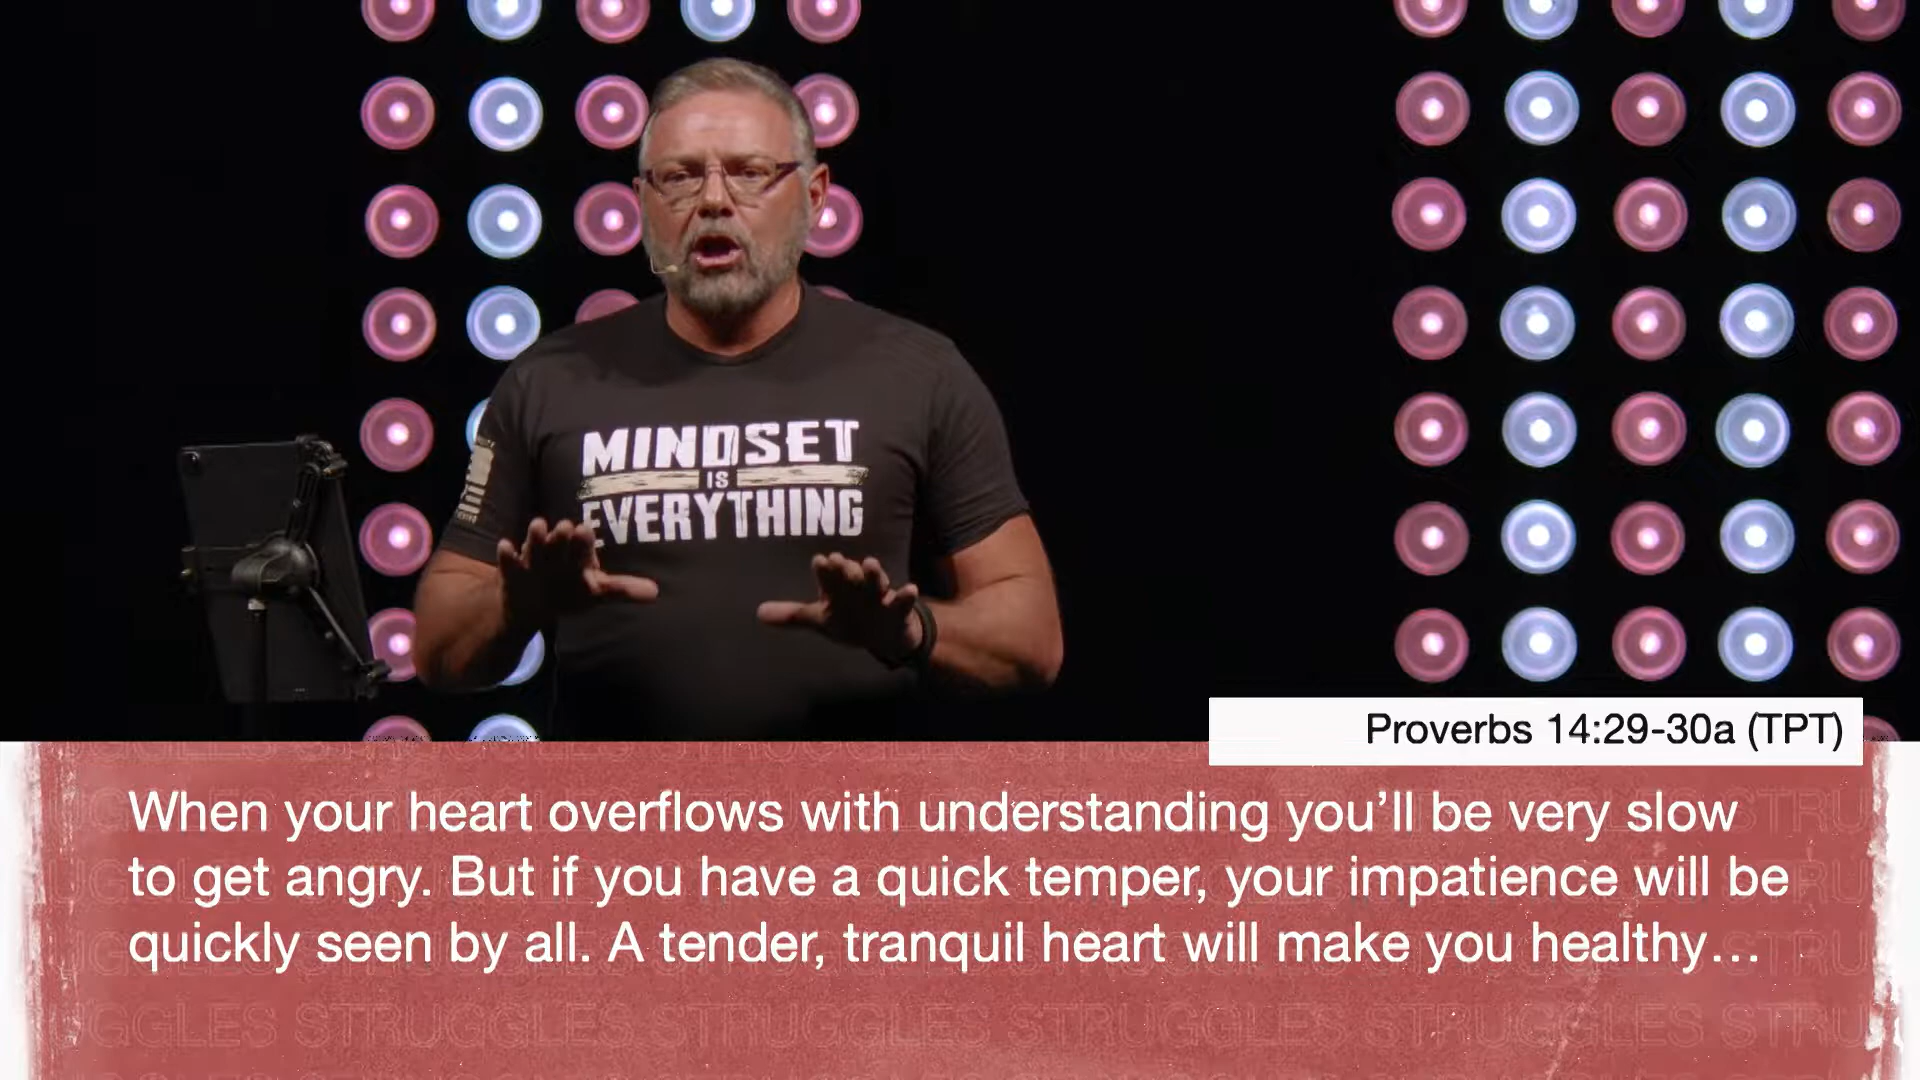 MINDSET
IS
EVERYTHING
Proverbs 14:29-30a (TPT)
When your heart overflows with understanding you’ll be very slow
to get angry. But if you have a quick temper, your impatience will be
quickly seen by all. A tender, tranquil heart will make you healthy…
UGGLES STRUGGLES STRUGGLES STRUGGLES STRU